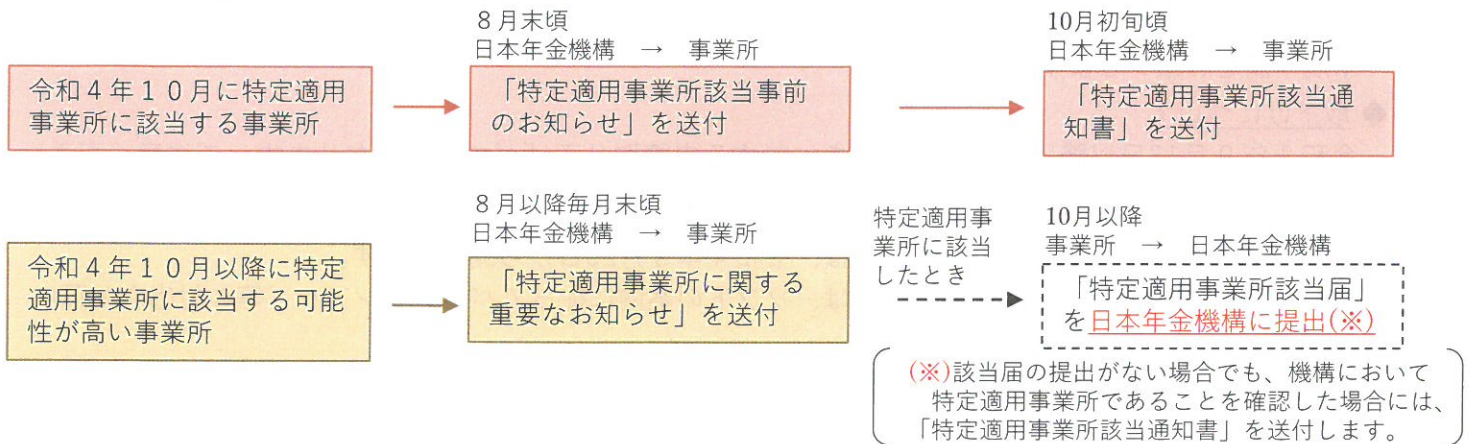 8月末頃
日本年金機構 → 事業所
10月初旬頃
日本年金機構 → 事業所
令和4年10月に特定適用
事業所に該当する事業所
「特定適用事業所該当事前
のお知らせ」を送付
「特定適用事業所該当通
知書」を送付
8月以降毎月末頃
日本年金機構 → 事業所
特定適用事
業所に該当
したとき
10月以降
事業所 → 日本年金機構
令和4年10月以降に特定
適用事業所に該当する可能
性が高い事業所
「特定適用事業所に関する
重要なお知らせ」を送付
「特定適用事業所該当届」
を日本年金機構に提出(※)
(※)該当届の提出がない場合でも、機構において
特定適用事業所であることを確認した場合には、
「特定適用事業所該当通知書」を送付します。